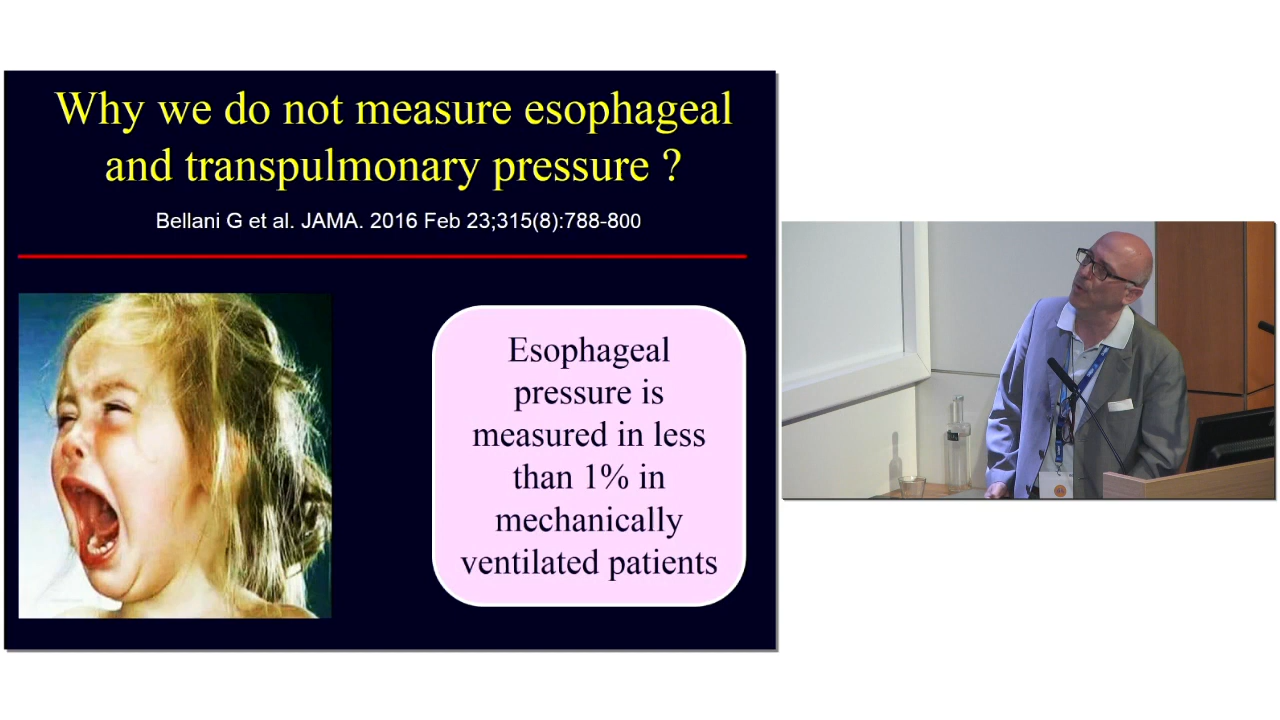 Why we do not measure esophageal
and transpulmonary pressure ?
Bellani G et al. JAMA. 2016 Feb 23;315(8):788-800
Esophageal
pressure is
measured in less
than 1% in
mechanically
ventilated patients